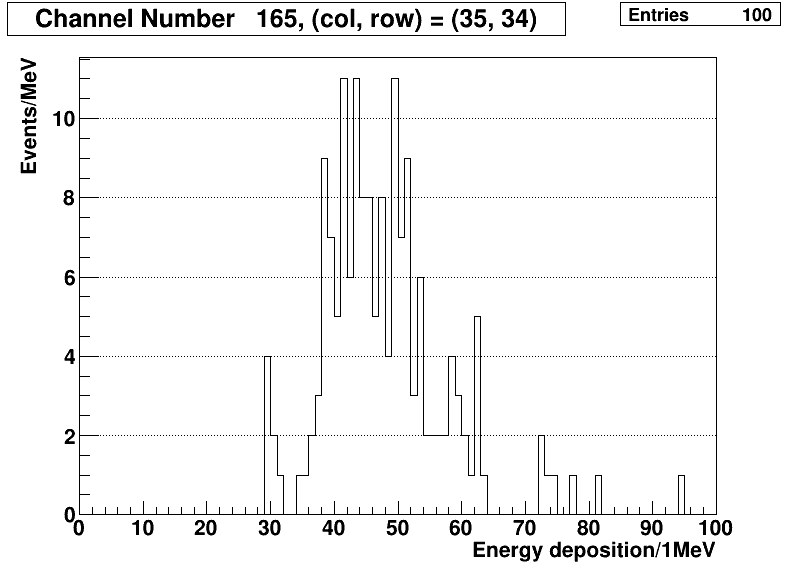 Channel Number 165, (col, row) = (35, 34)
Entries 100
Events/MeV
10
8
6
4
2
0
0 10 20 30 40 50 60 70 80 90 100
Energy deposition/1MeV